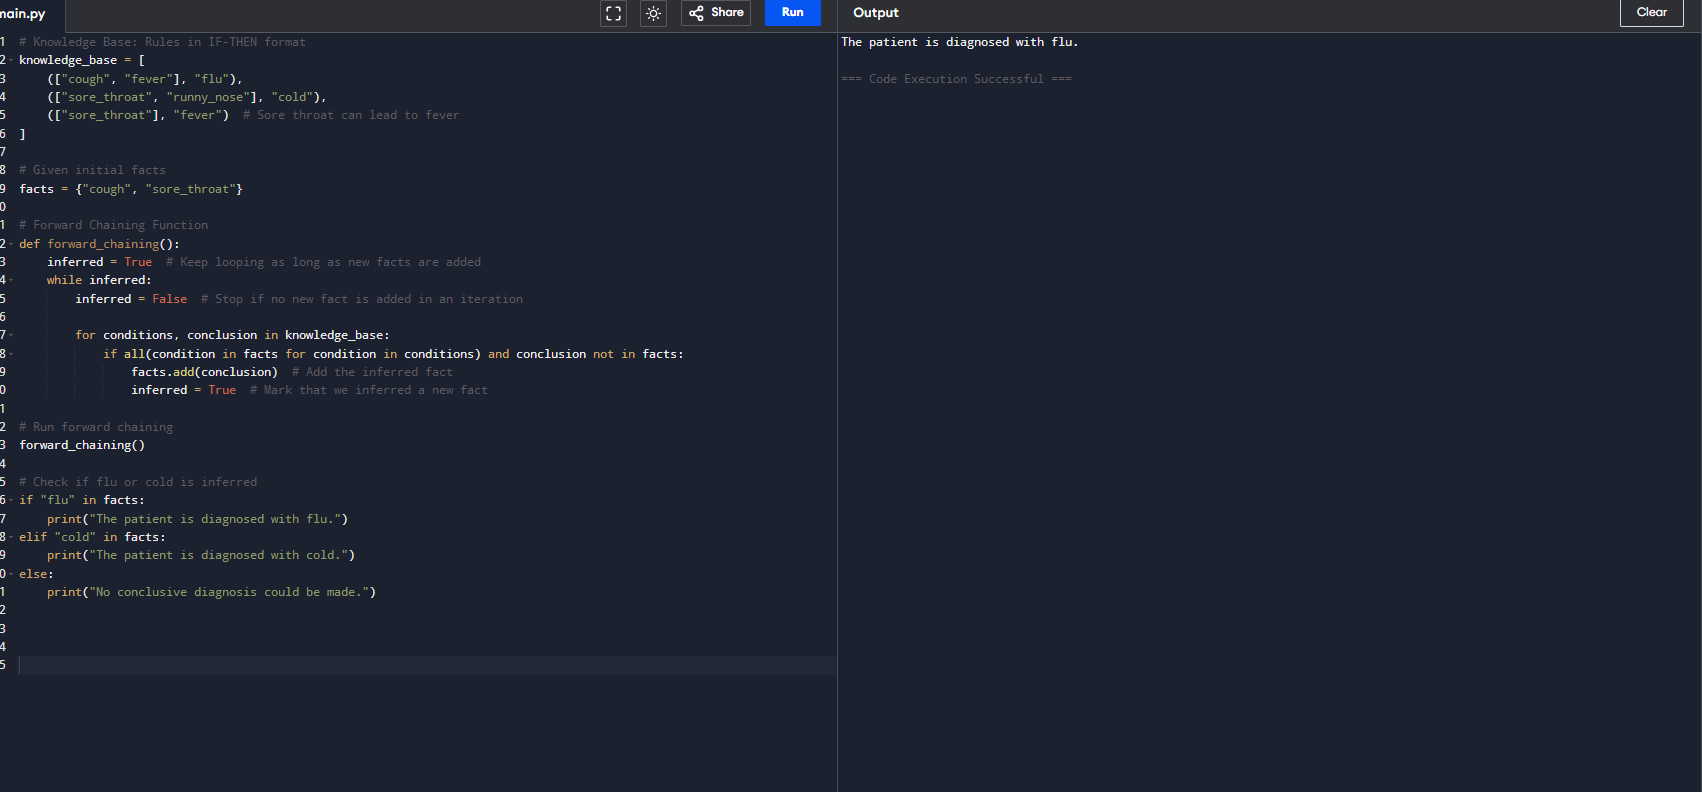 main.py
Share
Run
Output
Clear
1 # Knowledge Base: Rules in IF-THEN format
2 knowledge_base = [
3     (["cough", "fever"], "flu"),
4     (["sore_throat", "runny_nose"], "cold"),
5     (["sore_throat"], "fever")  # Sore throat can lead to fever
6 ]
7
8 # Given initial facts
9 facts = {"cough", "sore_throat"}
0
1 # Forward Chaining Function
2 def forward_chaining():
3     inferred = True  # Keep looping as long as new facts are added
4     while inferred:
5         inferred = False  # Stop if no new fact is added in an iteration
6
7         for conditions, conclusion in knowledge_base:
8             if all(condition in facts for condition in conditions) and conclusion not in facts:
9                 facts.add(conclusion)  # Add the inferred fact
0                 inferred = True  # Mark that we inferred a new fact
1
2 # Run forward chaining
3 forward_chaining()
4
5 # Check if flu or cold is inferred
6 if "flu" in facts:
7     print("The patient is diagnosed with flu.")
8 elif "cold" in facts:
9     print("The patient is diagnosed with cold.")
0 else:
1     print("No conclusive diagnosis could be made.")
2
3
4
5
The patient is diagnosed with flu.
=== Code Execution Successful ===